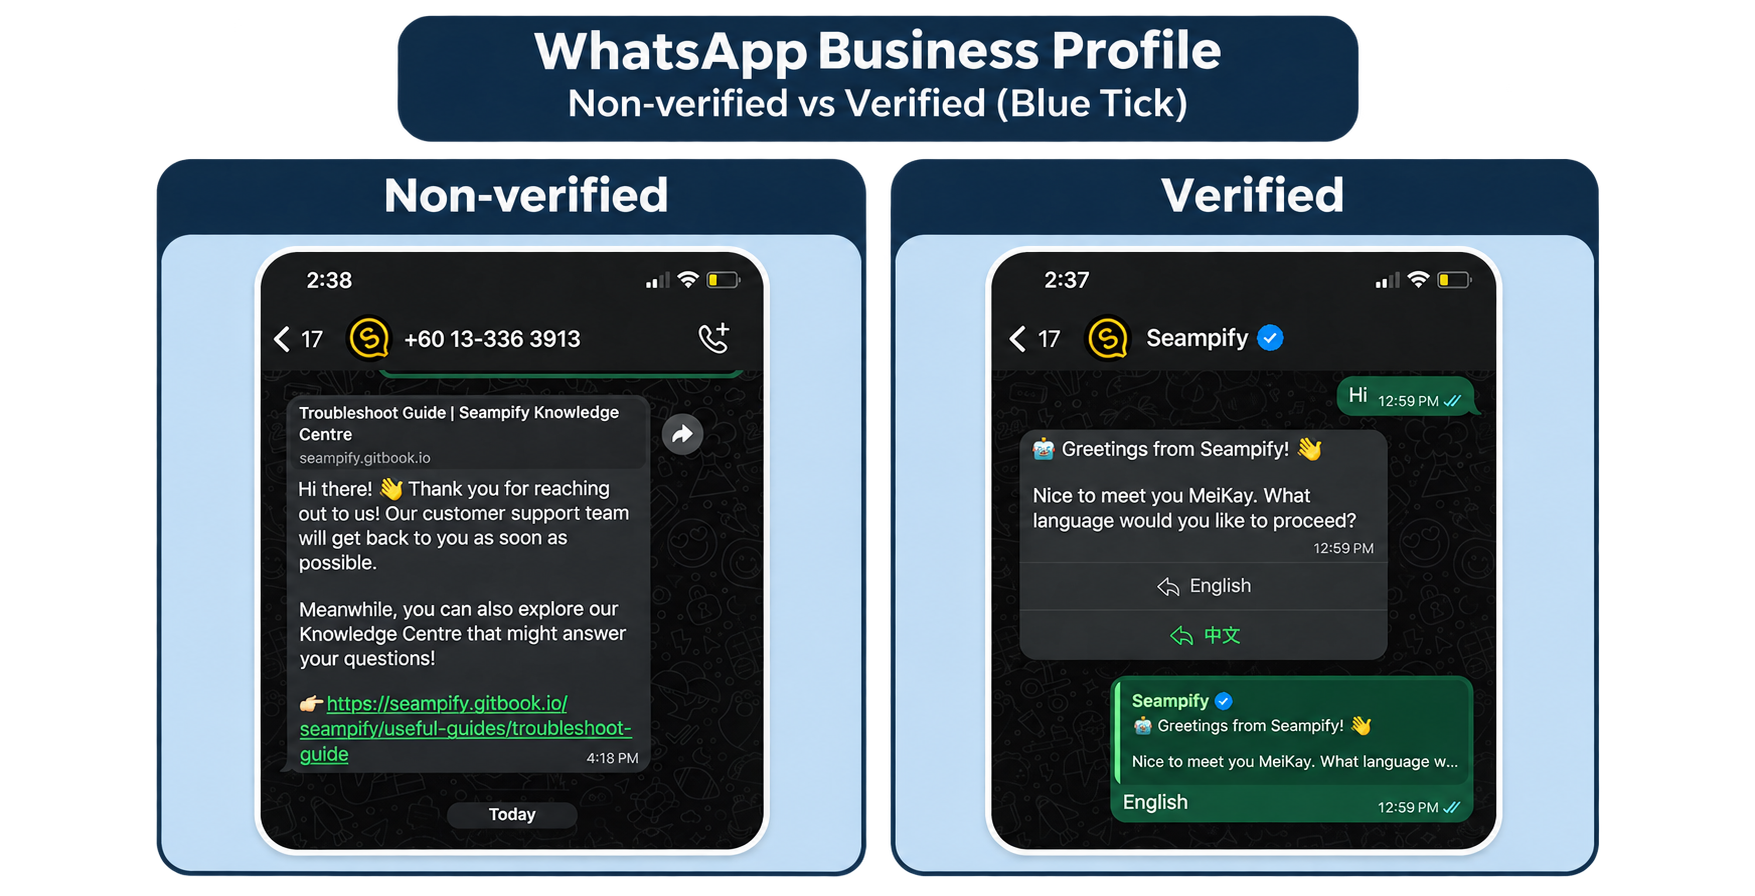 WhatsApp Business Profile
Non-verified vs Verified (Blue Tick)
Non-verified
2:38
17
S
+60 13-336 3913
Troubleshoot Guide | Seampify Knowledge
Centre
seampify.gitbook.io
Hi there! 👋 Thank you for reaching
out to us! Our customer support team
will get back to you as soon as
possible.
Meanwhile, you can also explore our
Knowledge Centre that might answer
your questions!
👉 https://seampify.gitbook.io/
seampify/useful-guides/troubleshoot-
guide
4:18 PM
Today
Verified
2:37
17
S
Seampify
Hi 12:59 PM
🤖 Greetings from Seampify! 👋
Nice to meet you MeiKay. What
language would you like to proceed?
12:59 PM
English
中文
Seampify
🤖 Greetings from Seampify! 👋
Nice to meet you MeiKay. What language w...
English
12:59 PM